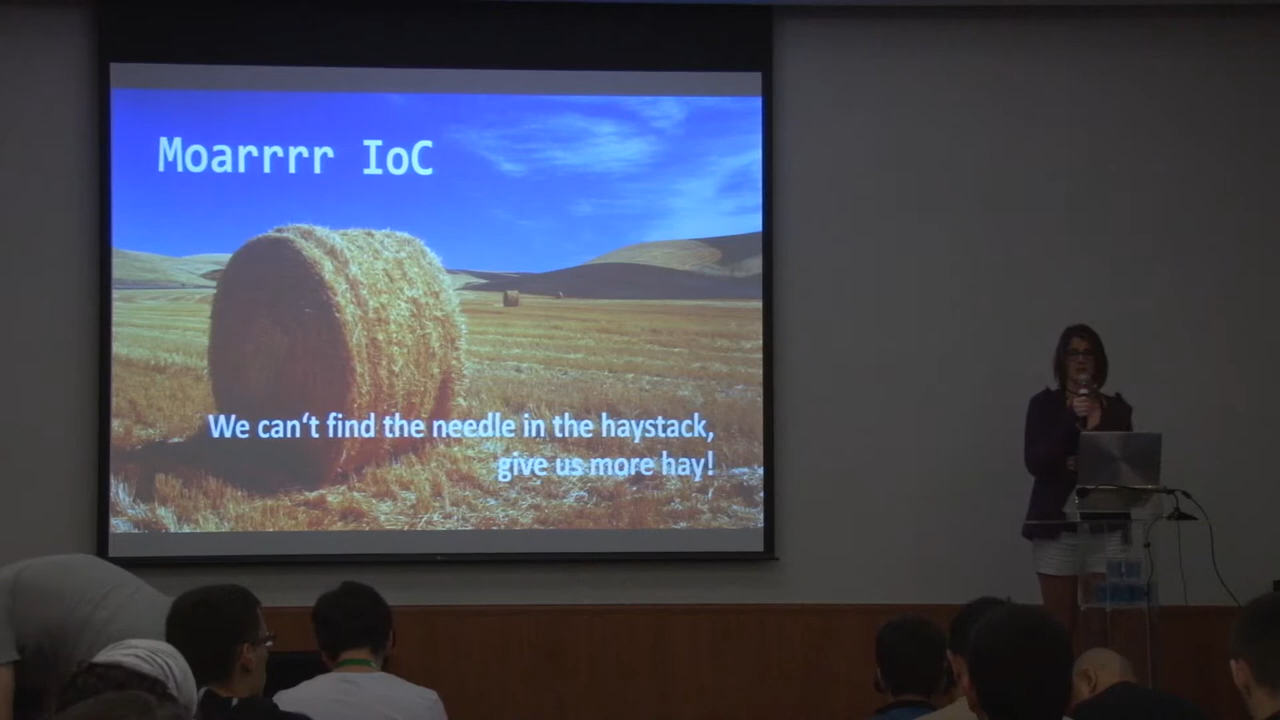 Moarrrr IoC
We can't find the needle in the haystack,
give us more hay!